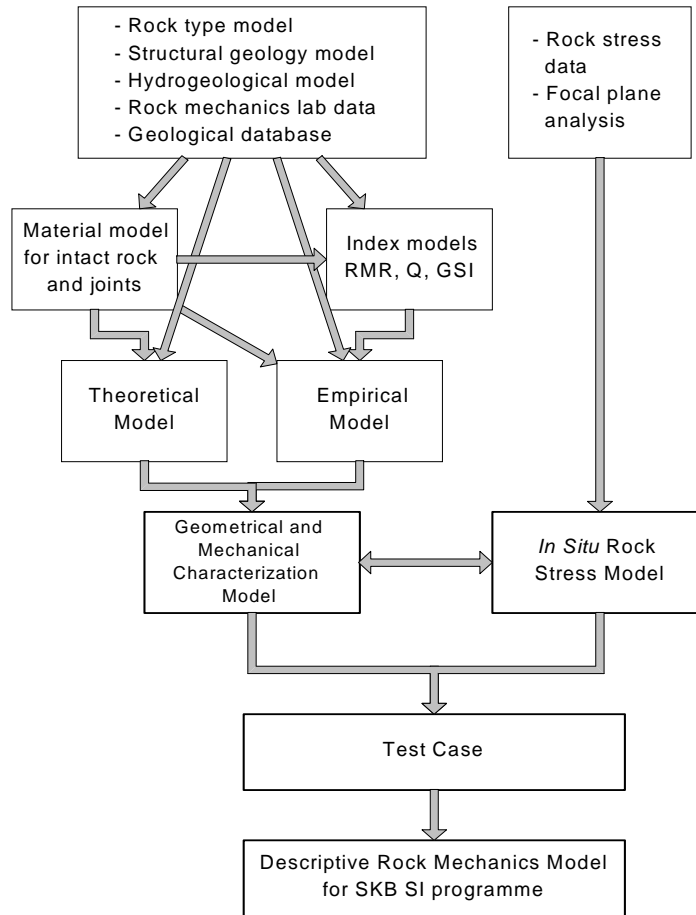 - Rock type model
- Structural geology model
- Hydrogeological model
- Rock mechanics lab data
- Geological database
- Rock stress
data
- Focal plane
analysis
Material model
for intact rock
and joints
Index models
RMR, Q, GSI
Theoretical
Model
Empirical
Model
Geometrical and
Mechanical
Characterization
Model
In Situ Rock
Stress Model
Test Case
Descriptive Rock Mechanics Model
for SKB SI programme